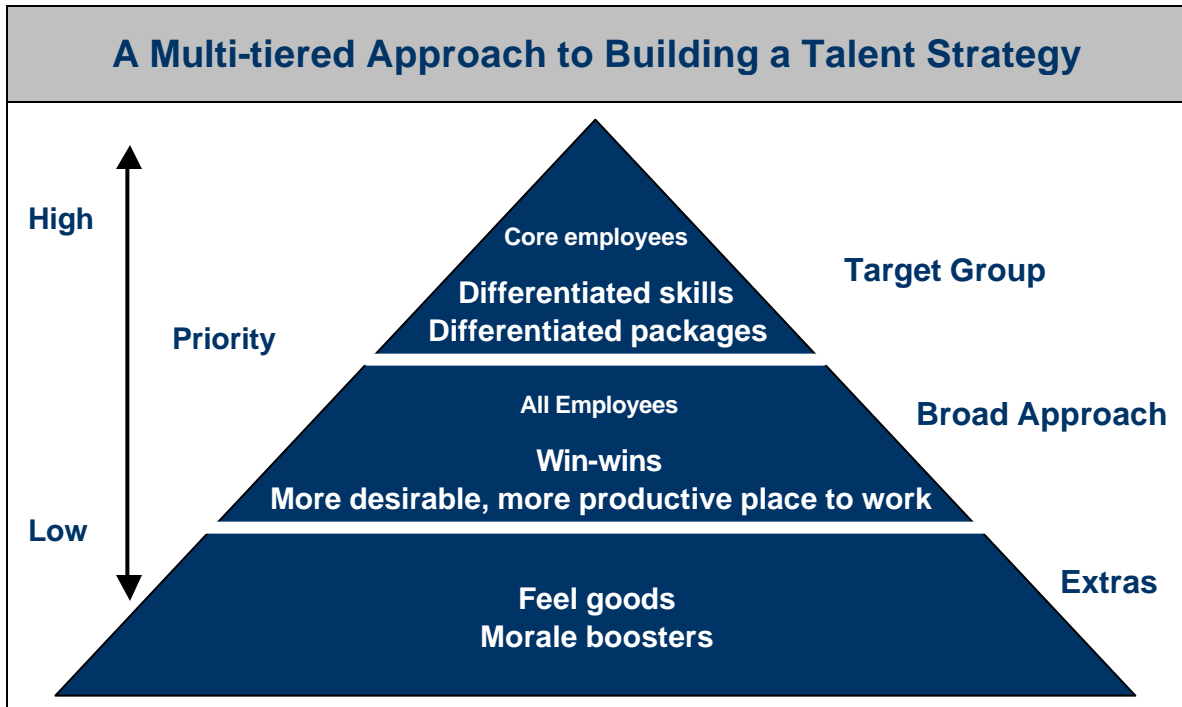 A Multi-tiered Approach to Building a Talent Strategy
High
Core employees
Target Group
Differentiated skills
Differentiated packages
Priority
All Employees
Broad Approach
Win-wins
More desirable, more productive place to work
Low
Extras
Feel goods
Morale boosters